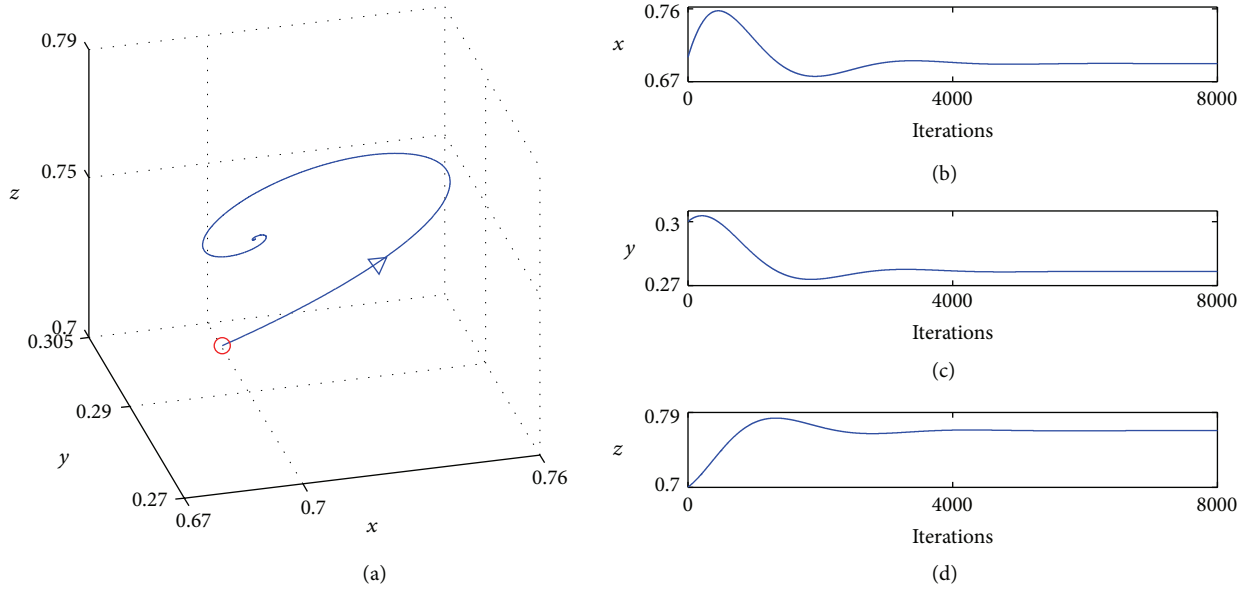 0.79
0.75
z
0.7
0.305
0.29
y
0.27
0.67
0.7
x
0.76
(a)
0.76
x
0.67
0 4000 8000
Iterations
(b)
0.3
y
0.27
0 4000 8000
Iterations
(c)
0.79
z
0.7
0 4000 8000
Iterations
(d)